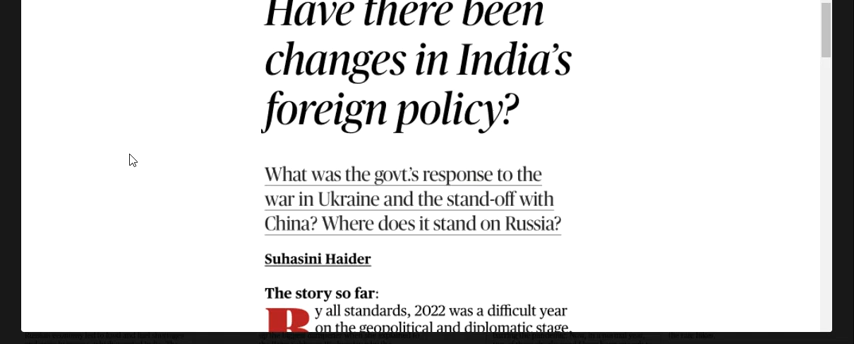 Have there been
changes in India's
foreign policy?
What was the govt.'s response to the
war in Ukraine and the stand-off with
China? Where does it stand on Russia?
Suhasini Haider
The story so far:
By all standards, 2022 was a difficult year
on the geopolitical and diplomatic stage,